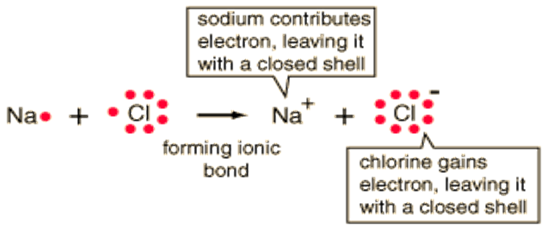 sodium contributes
electron, leaving it
with a closed shell
Na + Cl → Na+ + Cl-
forming ionic
bond
chlorine gains
electron, leaving it
with a closed shell